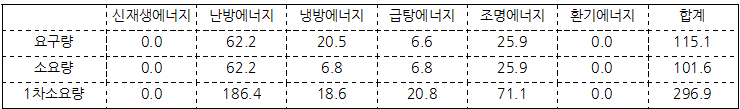 신재생에너지 난방에너지 냉방에너지 급탕에너지 조명에너지 환기에너지 합계
요구량 0.0 62.2 20.5 6.6 25.9 0.0 115.1
소요량 0.0 62.2 6.8 6.8 25.9 0.0 101.6
1차소요량 0.0 186.4 18.6 20.8 71.1 0.0 296.9